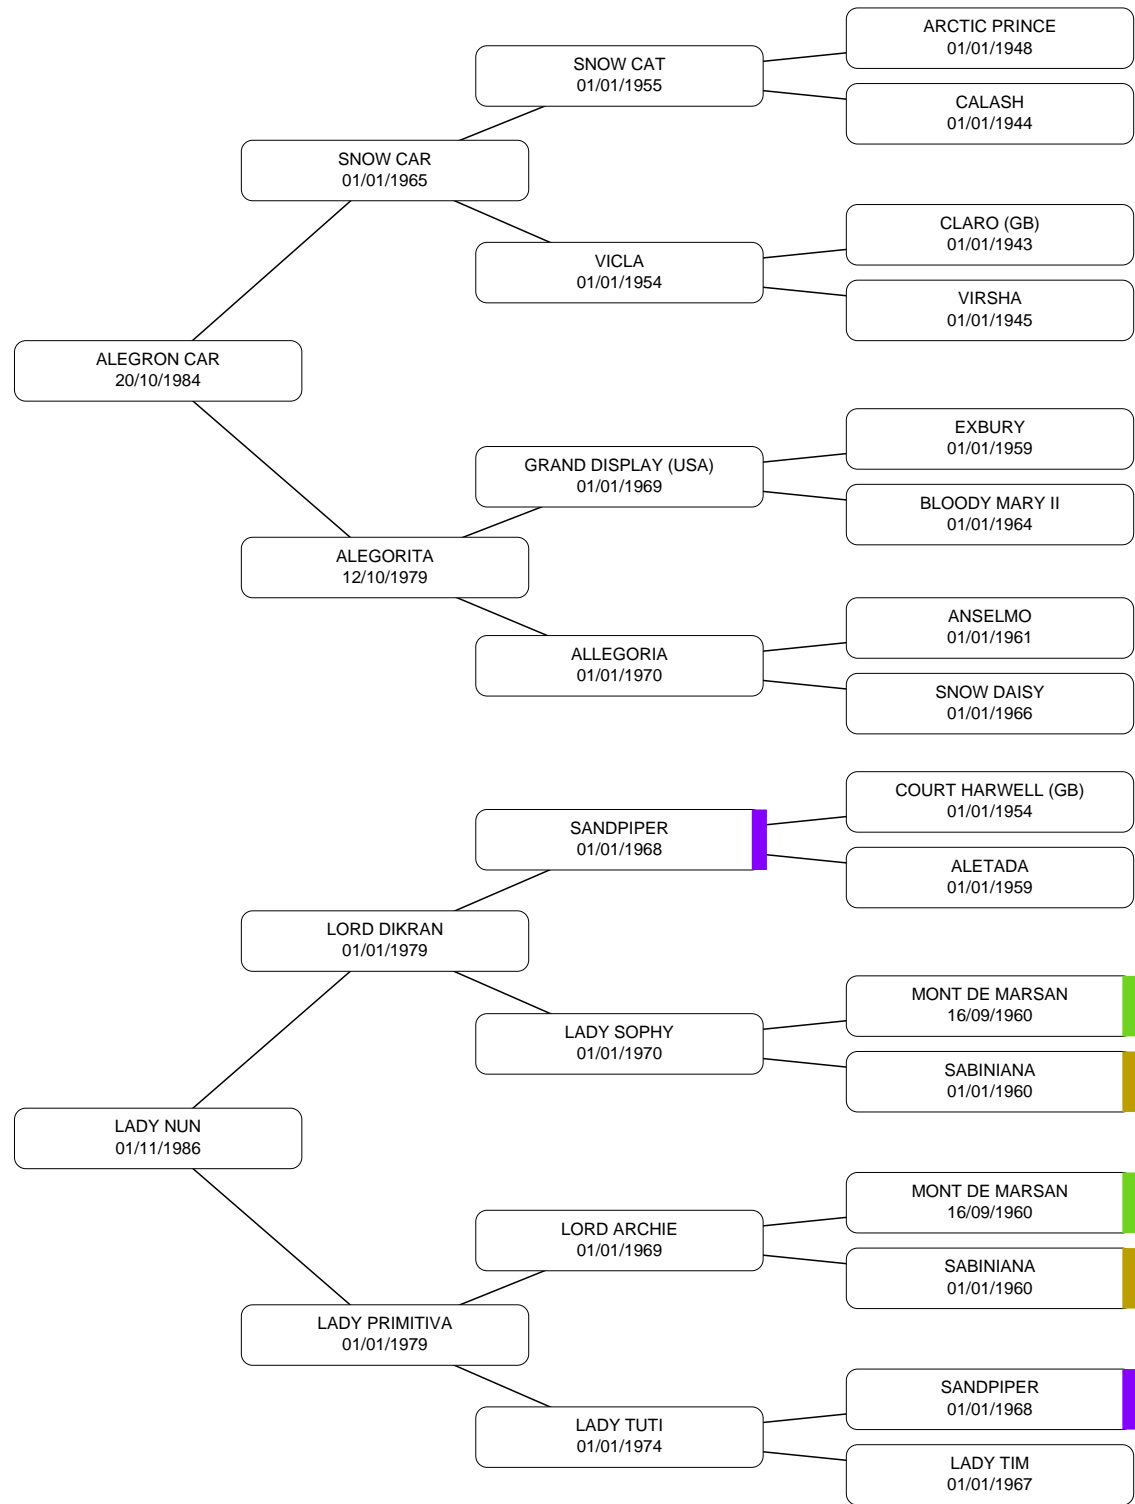 ARCTIC PRINCE
01/01/1948
SNOW CAT
01/01/1955
CALASH
01/01/1944
SNOW CAR
01/01/1965
CLARO (GB)
01/01/1943
VICLA
01/01/1954
VIRSHA
01/01/1945
ALEGRON CAR
20/10/1984
EXBURY
01/01/1959
GRAND DISPLAY (USA)
01/01/1969
BLOODY MARY II
01/01/1964
ALEGORITA
12/10/1979
ANSELMO
01/01/1961
ALLEGORIA
01/01/1970
SNOW DAISY
01/01/1966
COURT HARWELL (GB)
01/01/1954
SANDPIPER
01/01/1968
ALETADA
01/01/1959
LORD DIKRAN
01/01/1979
MONT DE MARSAN
16/09/1960
LADY SOPHY
01/01/1970
SABINIANA
01/01/1960
LADY NUN
01/11/1986
MONT DE MARSAN
16/09/1960
LORD ARCHIE
01/01/1969
SABINIANA
01/01/1960
LADY PRIMITIVA
01/01/1979
SANDPIPER
01/01/1968
LADY TUTI
01/01/1974
LADY TIM
01/01/1967